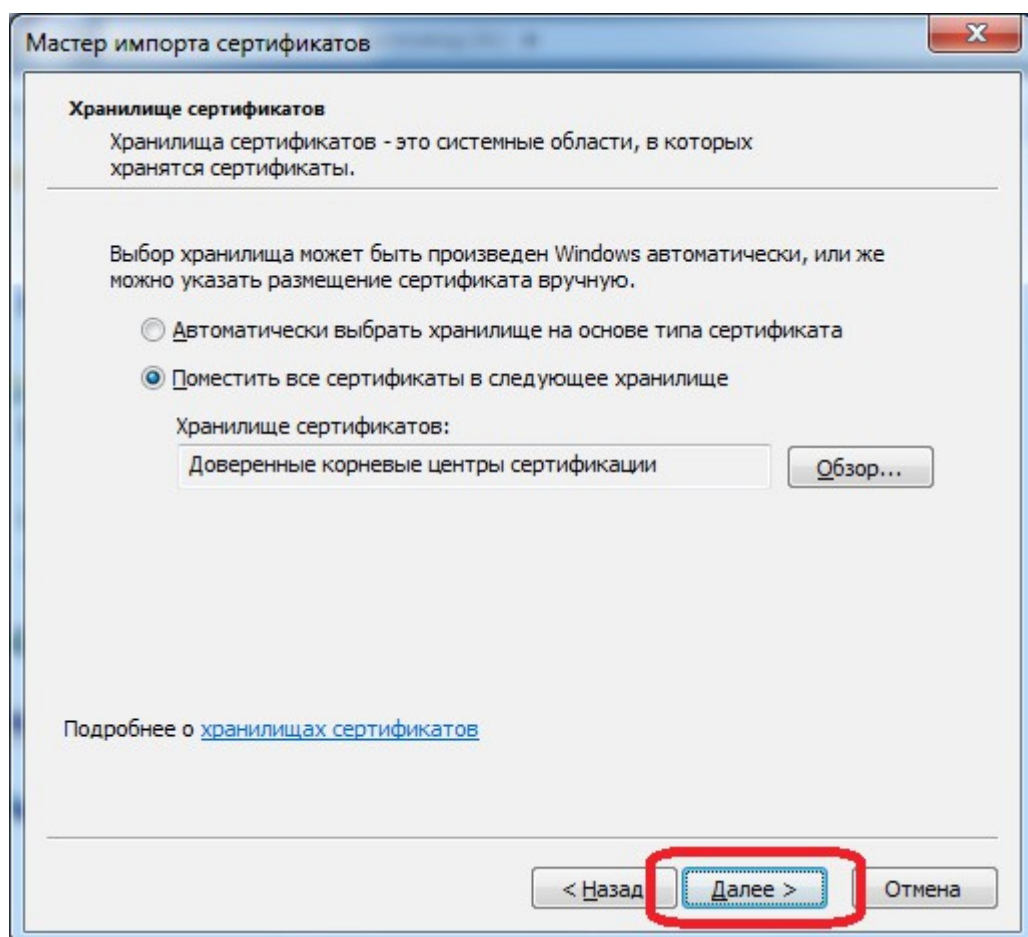 Мастер импорта сертификатов
Хранилище сертификатов
Хранилища сертификатов - это системные области, в которых
хранятся сертификаты.
Выбор хранилища может быть произведен Windows автоматически, или же
можно указать размещение сертификата вручную.
Автоматически выбрать хранилище на основе типа сертификата
Поместить все сертификаты в следующее хранилище
Хранилище сертификатов:
Доверенные корневые центры сертификации
Обзор...
Подробнее о хранилищах сертификатов
< Назад
Далее >
Отмена